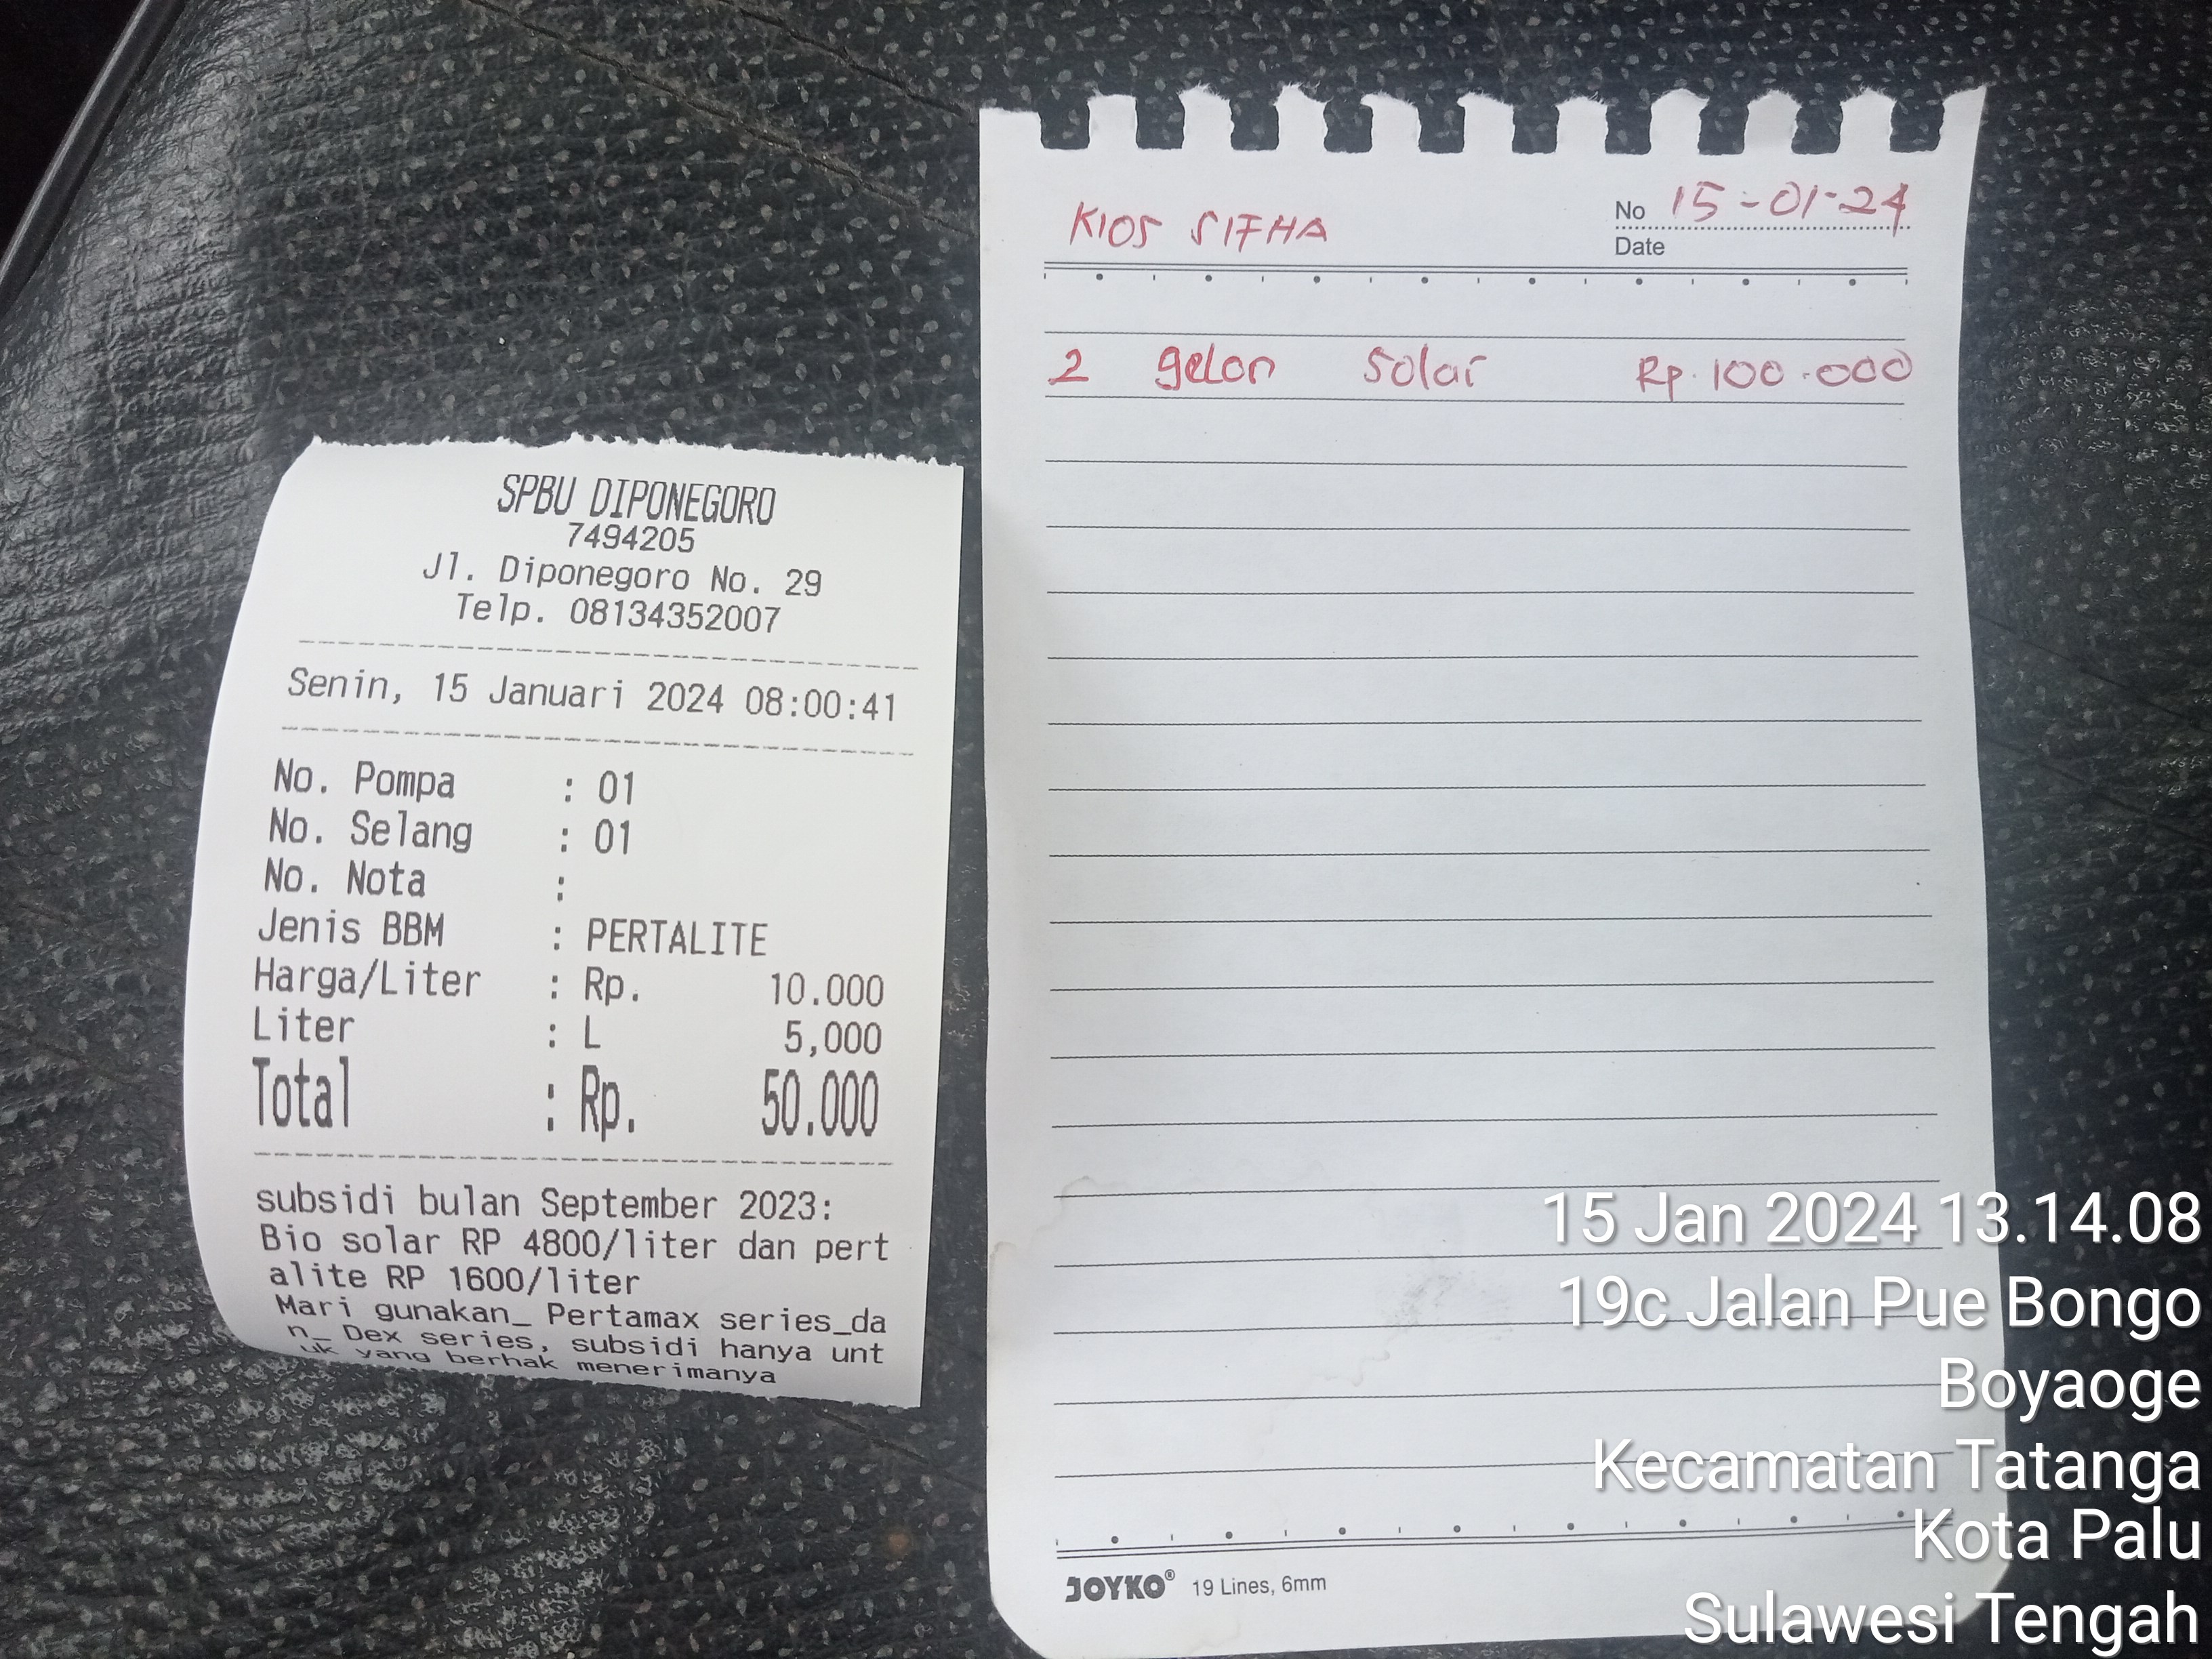 SPBU DIPONEGORO
7494205
Jl. Diponegoro No. 29
Telp. 08134352007
Senin, 15 Januari 2024 08:00:41
No. Pompa : 01
No. Selang : 01
No. Nota :
Jenis BBM : PERTALITE
Harga/Liter : Rp. 10.000
Liter : L 5,000
Total : Rp. 50.000
subsidi bulan September 2023:
Bio solar RP 4800/liter dan pert
alite RP 1600/liter
Mari gunakan_ Pertamax series_da
n_ Dex series, subsidi hanya unt
uk yang berhak menerimanya
KIOS SITHA
No 15-01-24
Date
2 gelon solar Rp. 100.000
JOYKO® 19 Lines, 6mm
15 Jan 2024 13.14.08
19c Jalan Pue Bongo
Boyaoge
Kecamatan Tatanga
Kota Palu
Sulawesi Tengah